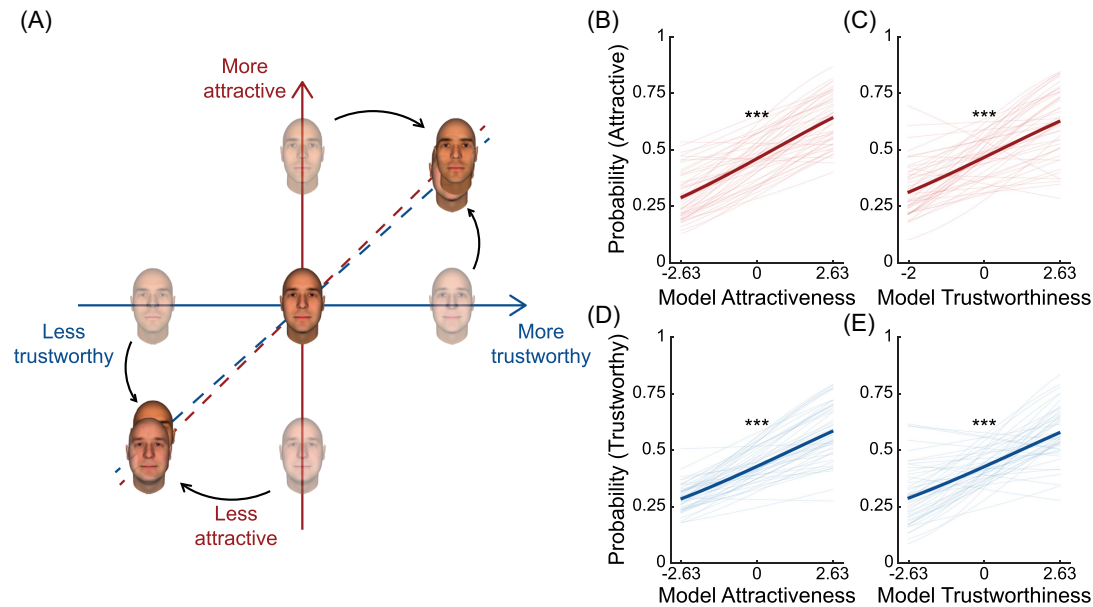 (A)
More
attractive
Less
trustworthy
More
trustworthy
Less
attractive
(B)
Probability (Attractive)
1
0.75
0.5
0.25
0
***
-2.63
0
2.63
Model Attractiveness
(C)
1
0.75
0.5
0.25
0
***
-2
0
2.63
Model Trustworthiness
(D)
Probability (Trustworthy)
1
0.75
0.5
0.25
0
***
-2.63
0
2.63
Model Attractiveness
(E)
1
0.75
0.5
0.25
0
***
-2.63
0
2.63
Model Trustworthiness